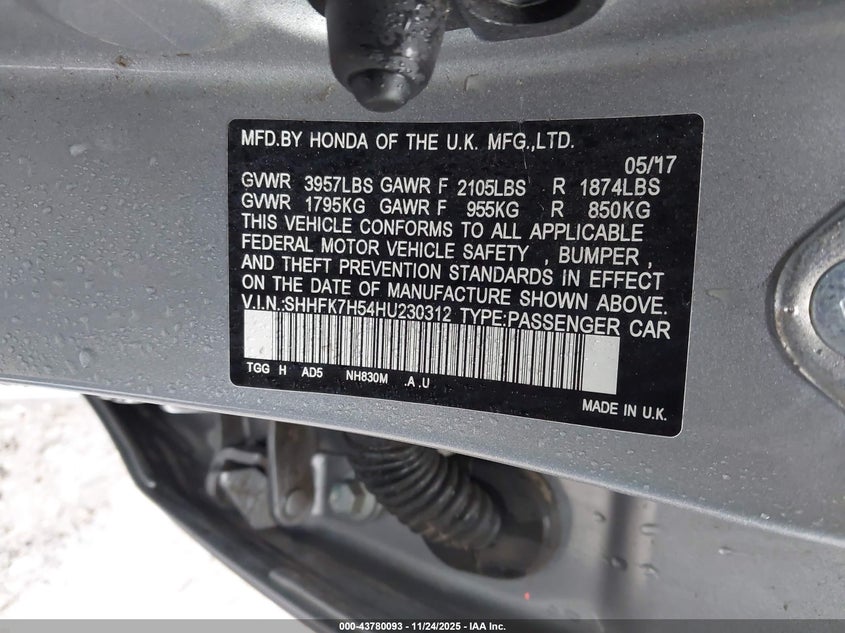 MFD.BY HONDA OF THE U.K. MFG.,LTD.
05/'17
GVWR 3957LBS GAWR F 2105LBS R 1874LBS
GVWR 1795KG GAWR F 955KG R 850KG
THIS VEHICLE CONFORMS TO ALL APPLICABLE
FEDERAL MOTOR VEHICLE SAFETY , BUMPER ,
AND THEFT PREVENTION STANDARDS IN EFFECT
ON THE DATE OF MANUFACTURE SHOWN ABOVE.
V.I.N.:SHHFK7H54HU230312 TYPE:PASSENGER CAR
TGG H AD5 NH830M .A .U
MADE IN U.K.
000-43780093 - 11/24/2025 - IAA Inc.